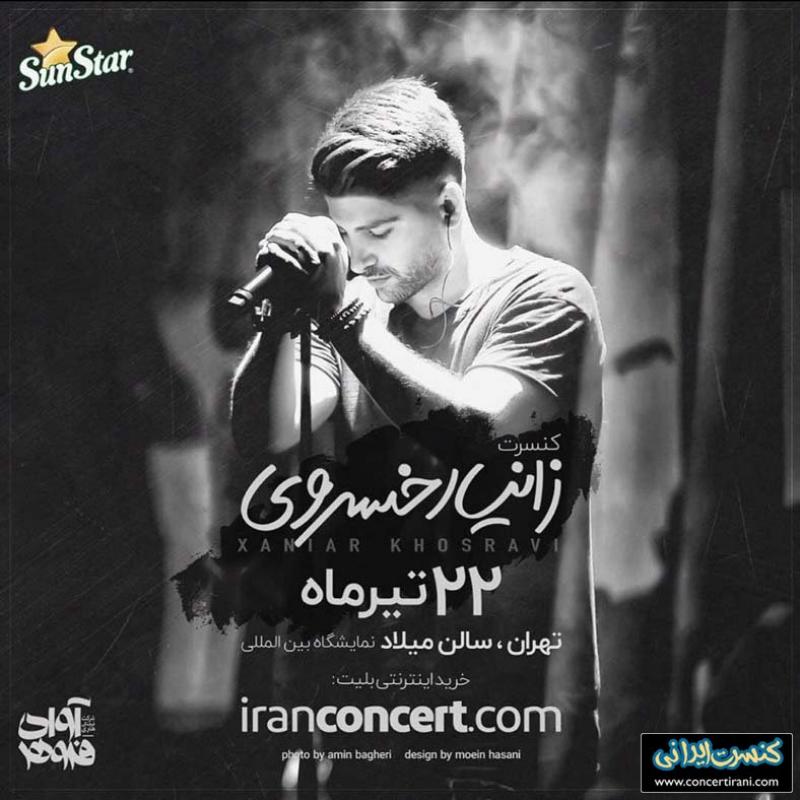 SunStar
کنسرت
زانیار خسروی
XANIAR KHOSRAVI
۲۲ تیرماه
تهران ، سالن میلاد نمایشگاه بین المللی
خرید اینترنتی بلیت:
iranconcert.com
photo by amin bagheri design by moein hasani
آوای
فروهر
کنسرت ایرانی
www.concertirani.com